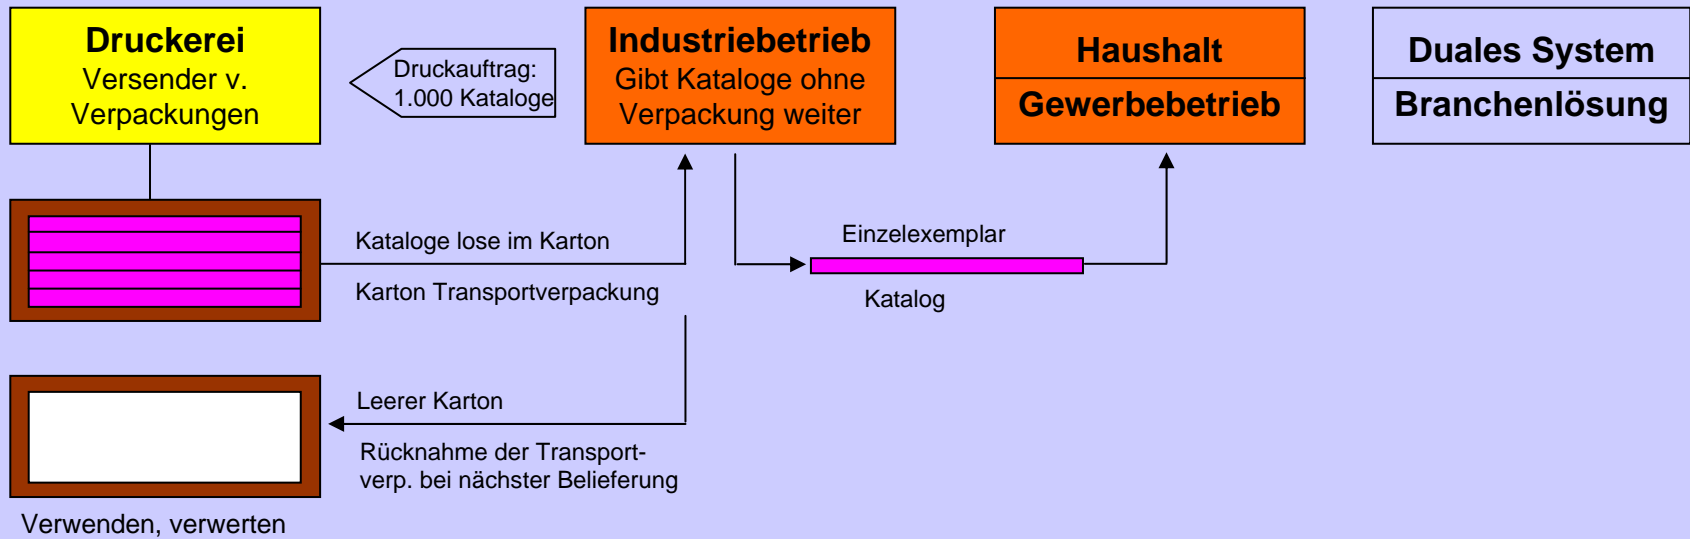 Druckerei
Versender v.
Verpackungen
Druckauftrag:
1.000 Kataloge
Industriebetrieb
Gibt Kataloge ohne
Verpackung weiter
Haushalt
Gewerbebetrieb
Duales System
Branchenlösung
Kataloge lose im Karton
Karton Transportverpackung
Einzelexemplar
Katalog
Leerer Karton
Rücknahme der Transport-
verp. bei nächster Belieferung
Verwenden, verwerten